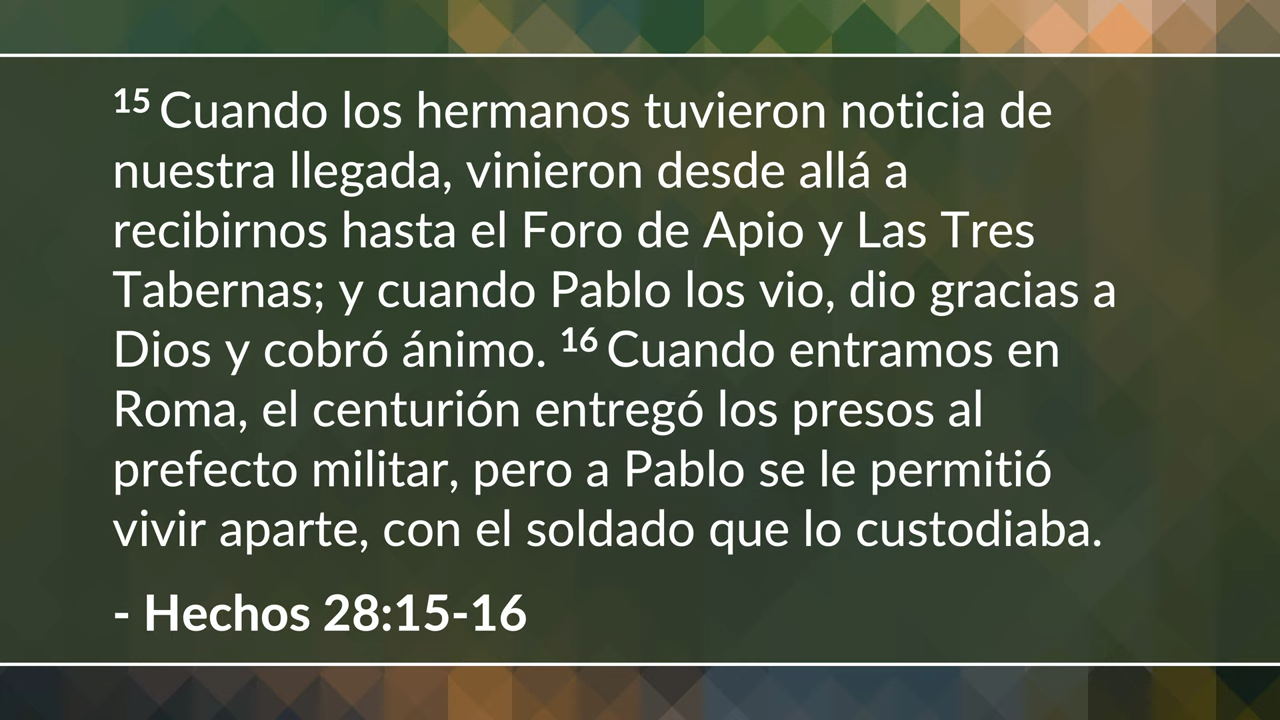 15 Cuando los hermanos tuvieron noticia de
nuestra llegada, vinieron desde allá a
recibirnos hasta el Foro de Apio y Las Tres
Tabernas; y cuando Pablo los vio, dio gracias a
Dios y cobró ánimo. 16 Cuando entramos en
Roma, el centurión entregó los presos al
prefecto militar, pero a Pablo se le permitió
vivir aparte, con el soldado que lo custodiaba.
- Hechos 28:15-16